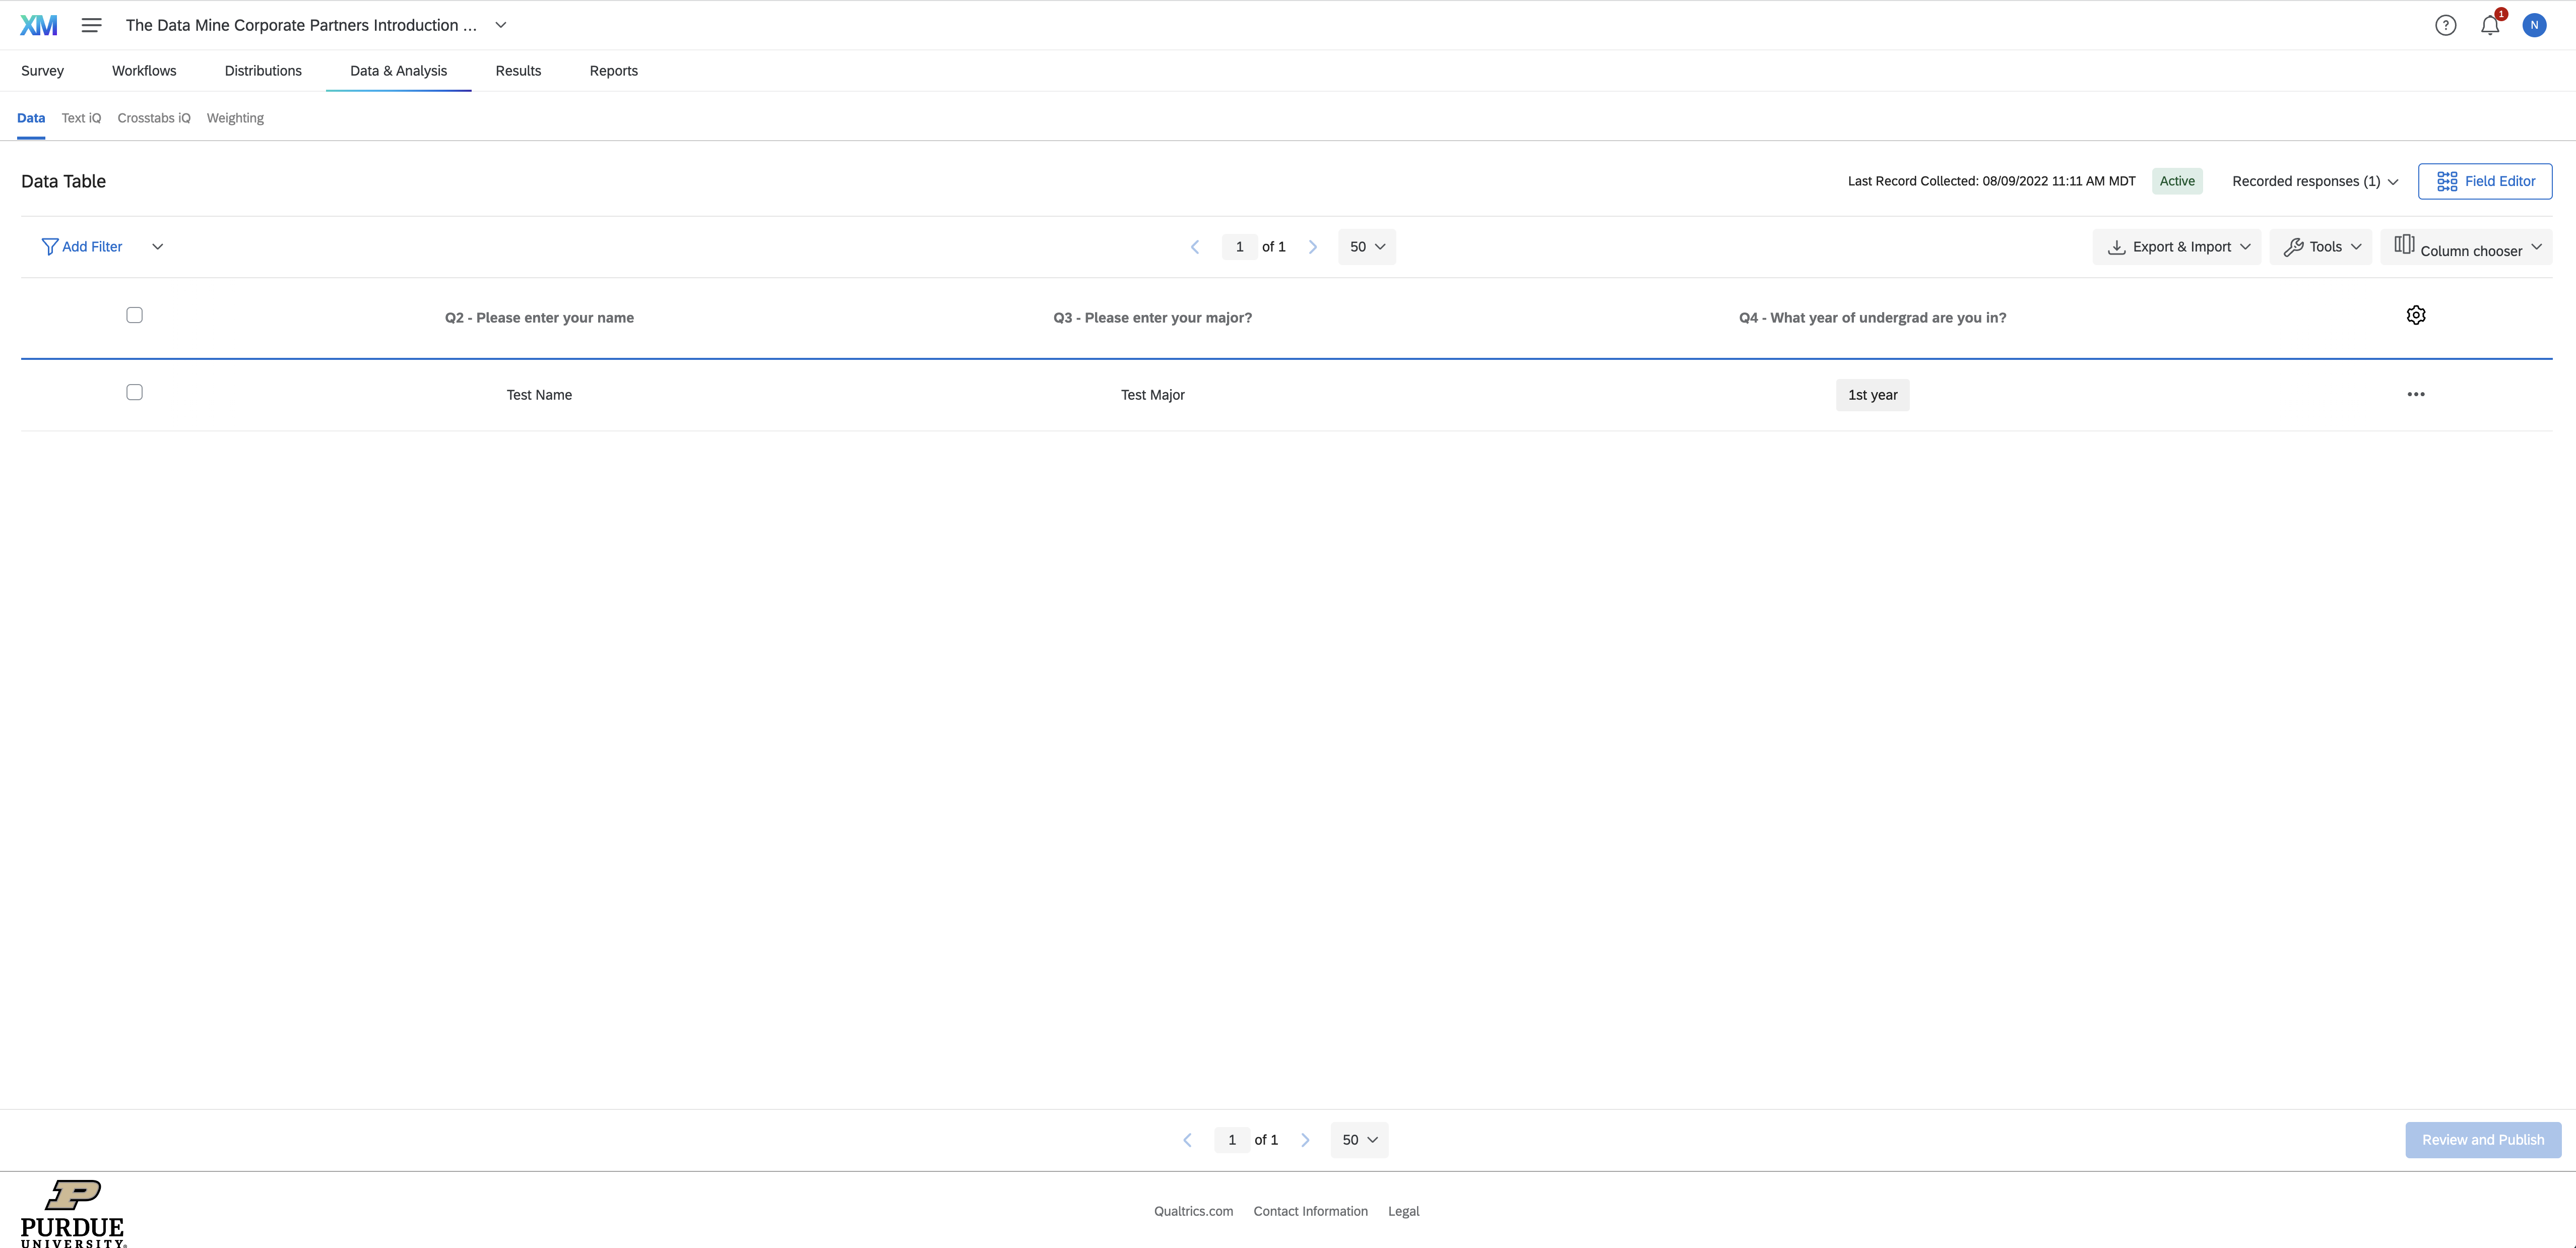 XM The Data Mine Corporate Partners Introduction ... 1 N
Survey Workflows Distributions Data & Analysis Results Reports
Data Text iQ Crosstabs iQ Weighting
Data Table Last Record Collected: 08/09/2022 11:11 AM MDT Active Recorded responses (1) Field Editor
Add Filter 1 of 1 50 Export & Import Tools Column chooser
Q2 - Please enter your name Q3 - Please enter your major? Q4 - What year of undergrad are you in?
Test Name Test Major 1st year
1 of 1 50 Review and Publish
P
PURDUE
UNIVERSITY®
Qualtrics.com Contact Information Legal